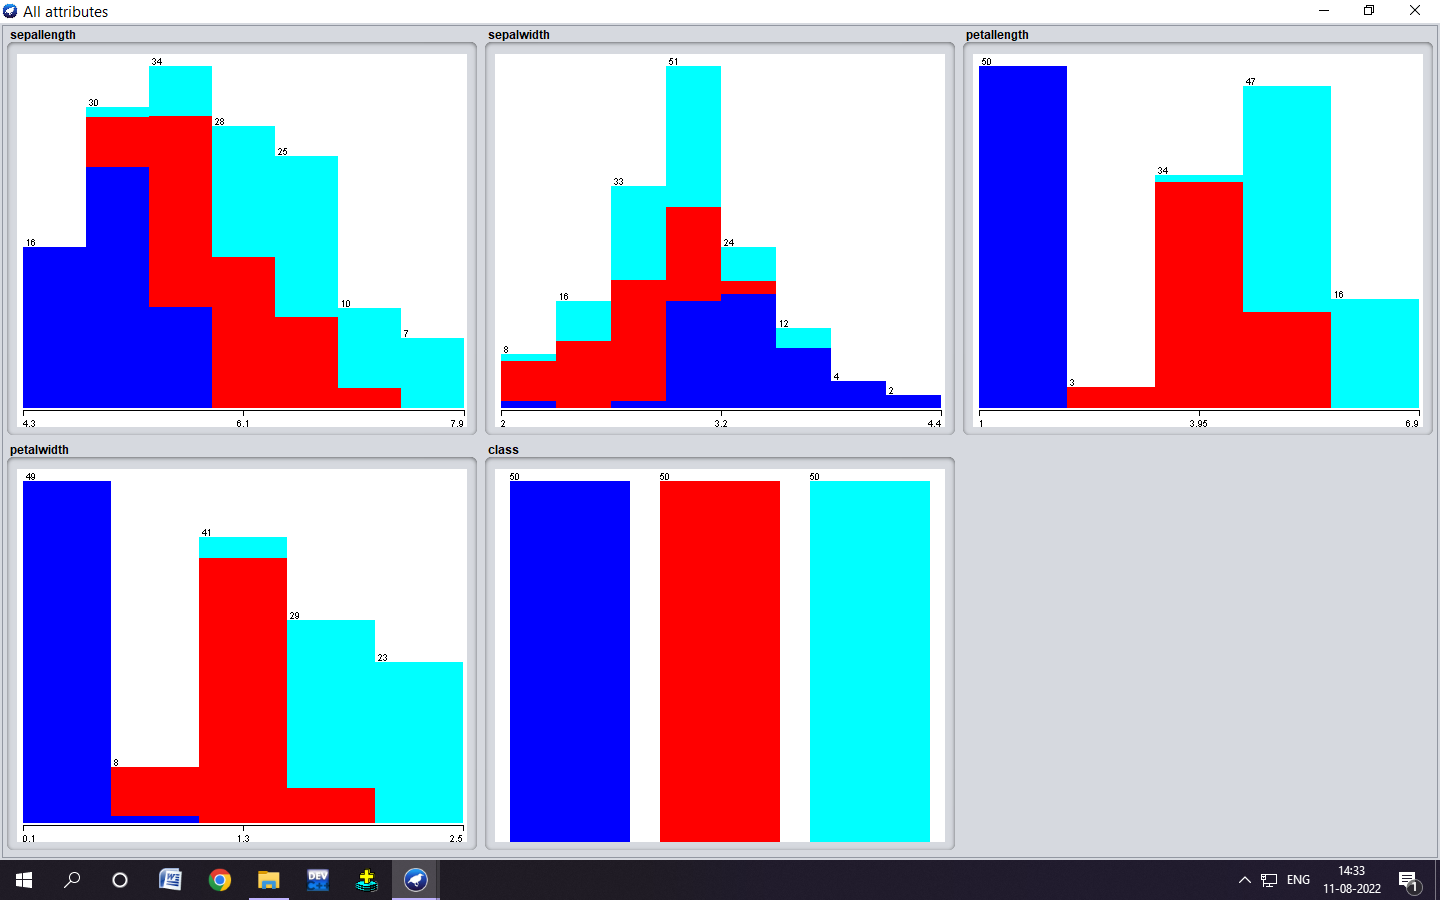 All attributes
sepallength
34
30
28
25
16
10
7
4.3 6.1 7.9
sepalwidth
51
33
24
16
12
8
4
2
2 3.2 4.4
petallength
50
47
34
16
3
1 3.95 6.9
petalwidth
49
41
29
23
8
0.1 1.3 2.5
class
50 50 50
W
DEV
C++
ENG
14:33
11-08-2022
1